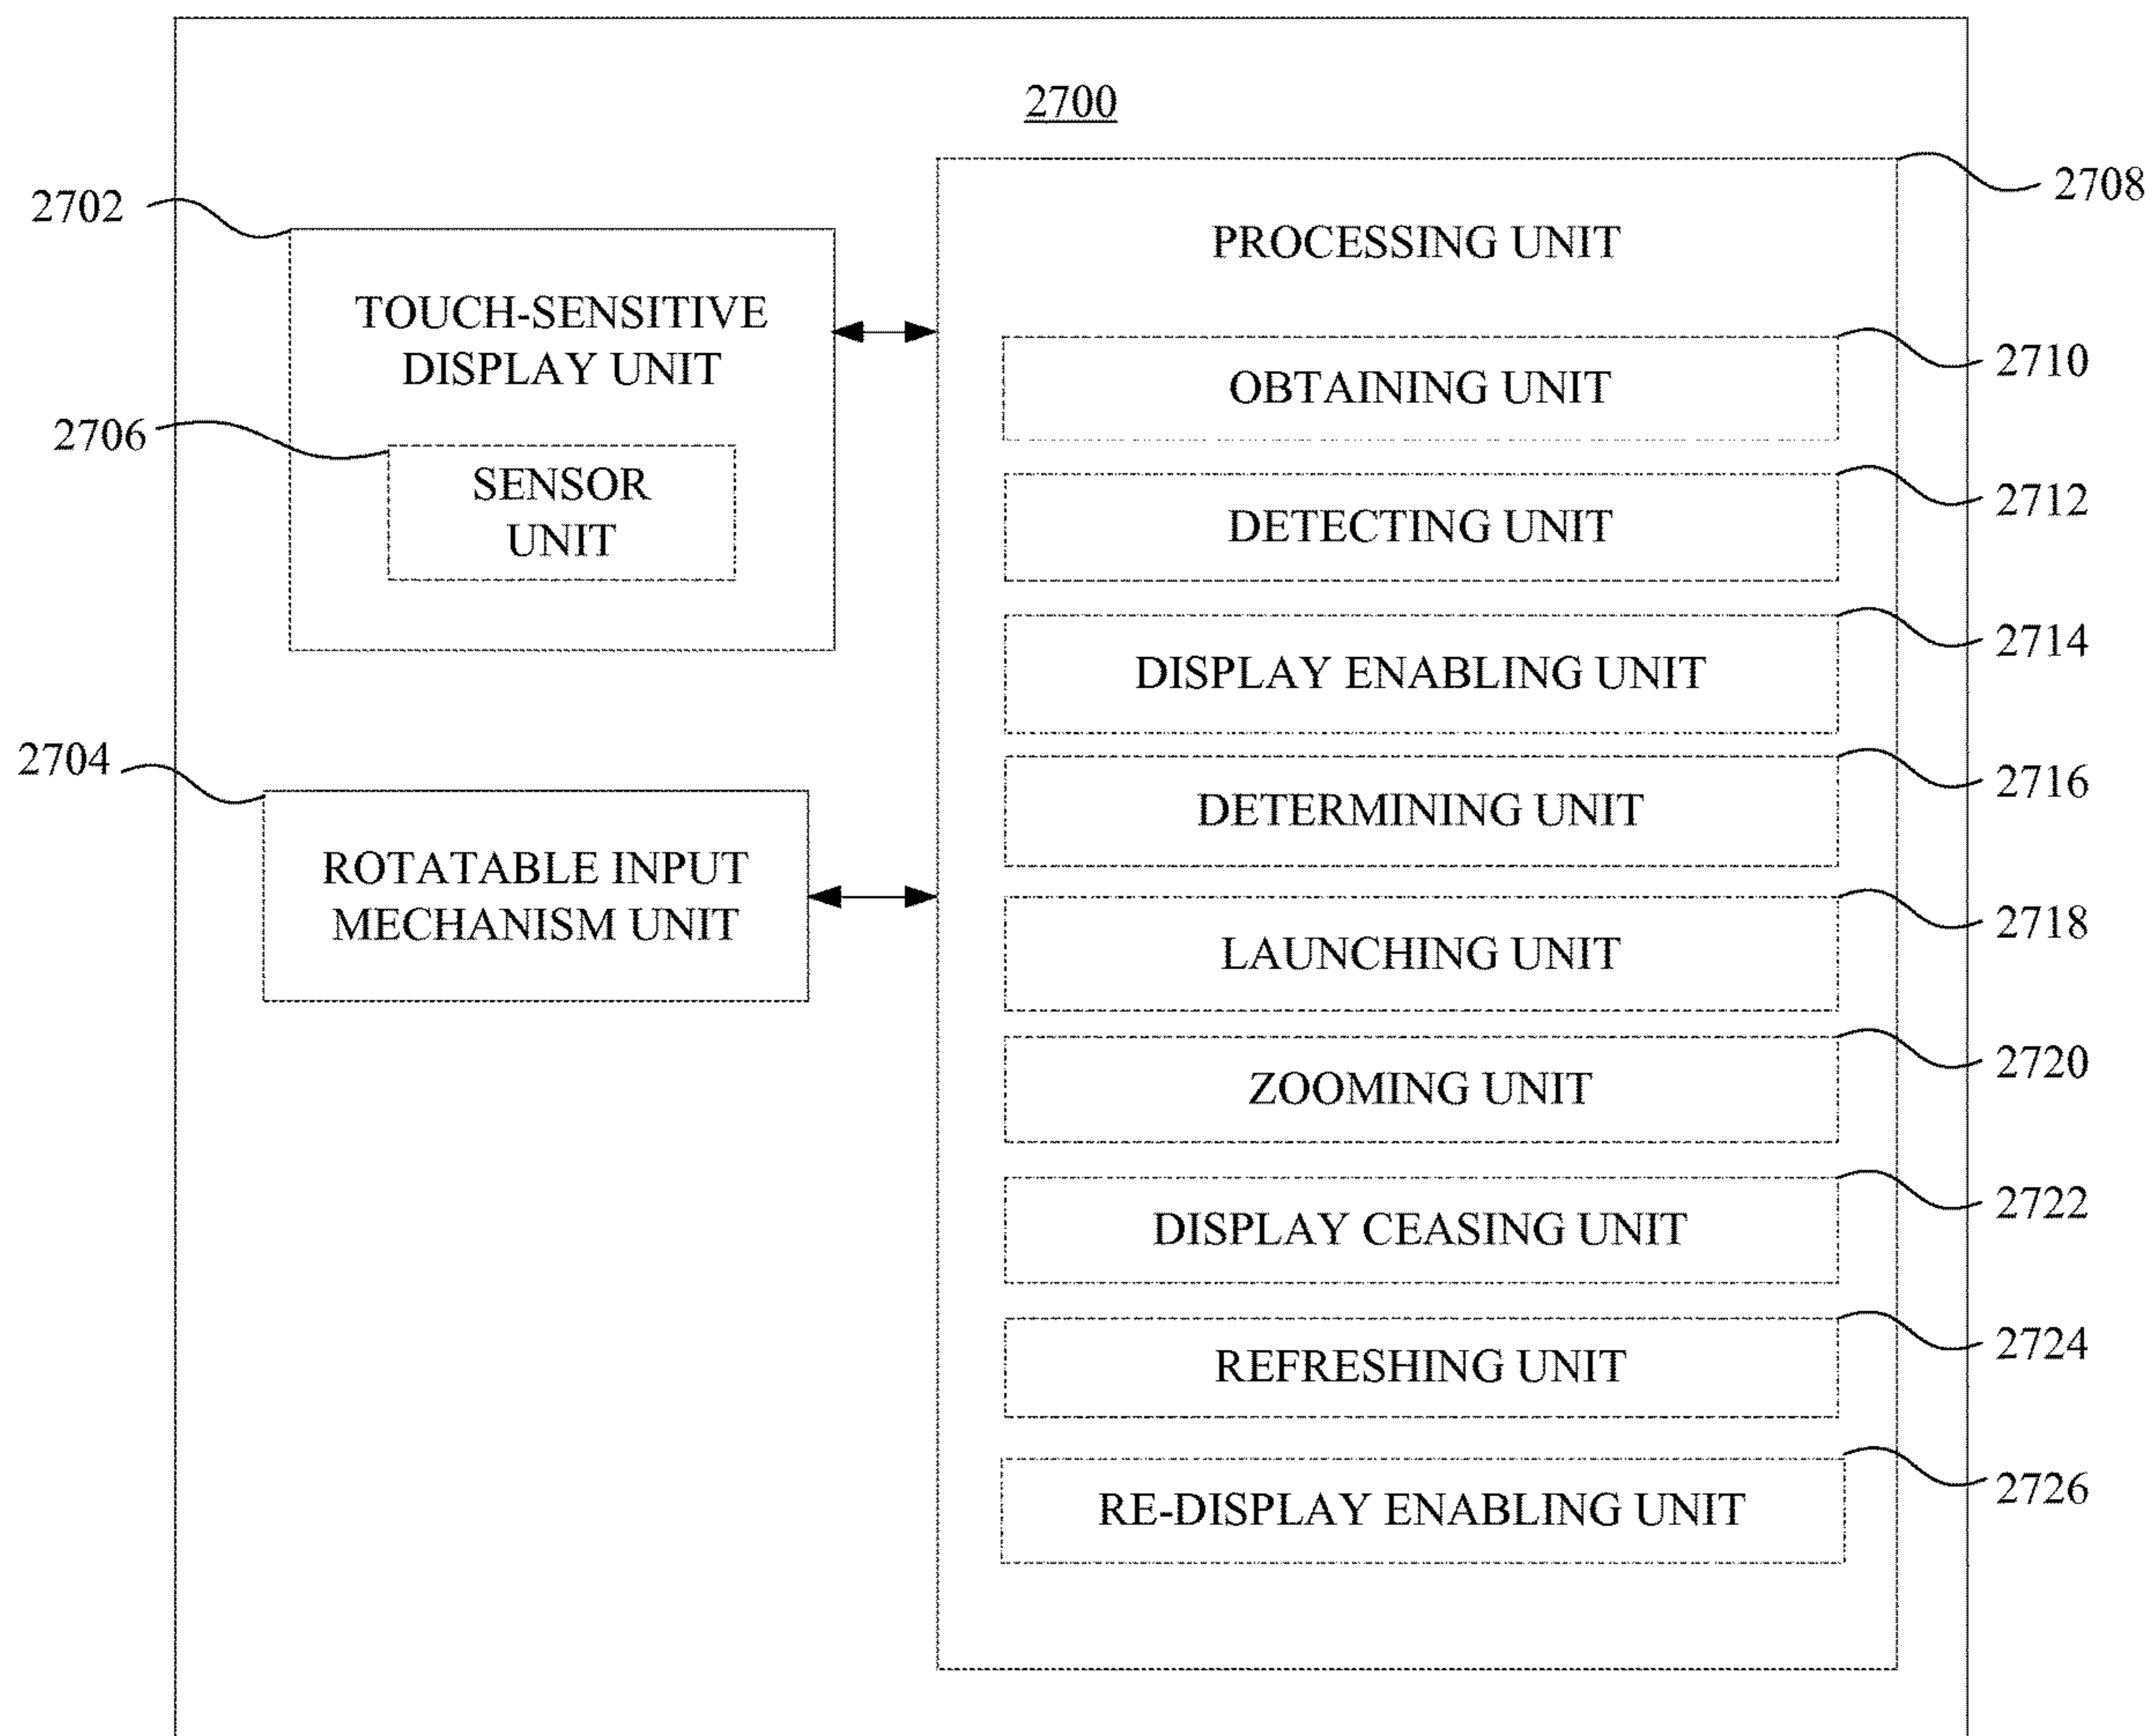 2700
2702
2708
PROCESSING UNIT
TOUCH-SENSITIVE
DISPLAY UNIT
2706
SENSOR
UNIT
2710
OBTAINING UNIT
2712
DETECTING UNIT
2714
DISPLAY ENABLING UNIT
2704
ROTATABLE INPUT
MECHANISM UNIT
2716
DETERMINING UNIT
2718
LAUNCHING UNIT
2720
ZOOMING UNIT
2722
DISPLAY CEASING UNIT
2724
REFRESHING UNIT
2726
RE-DISPLAY ENABLING UNIT